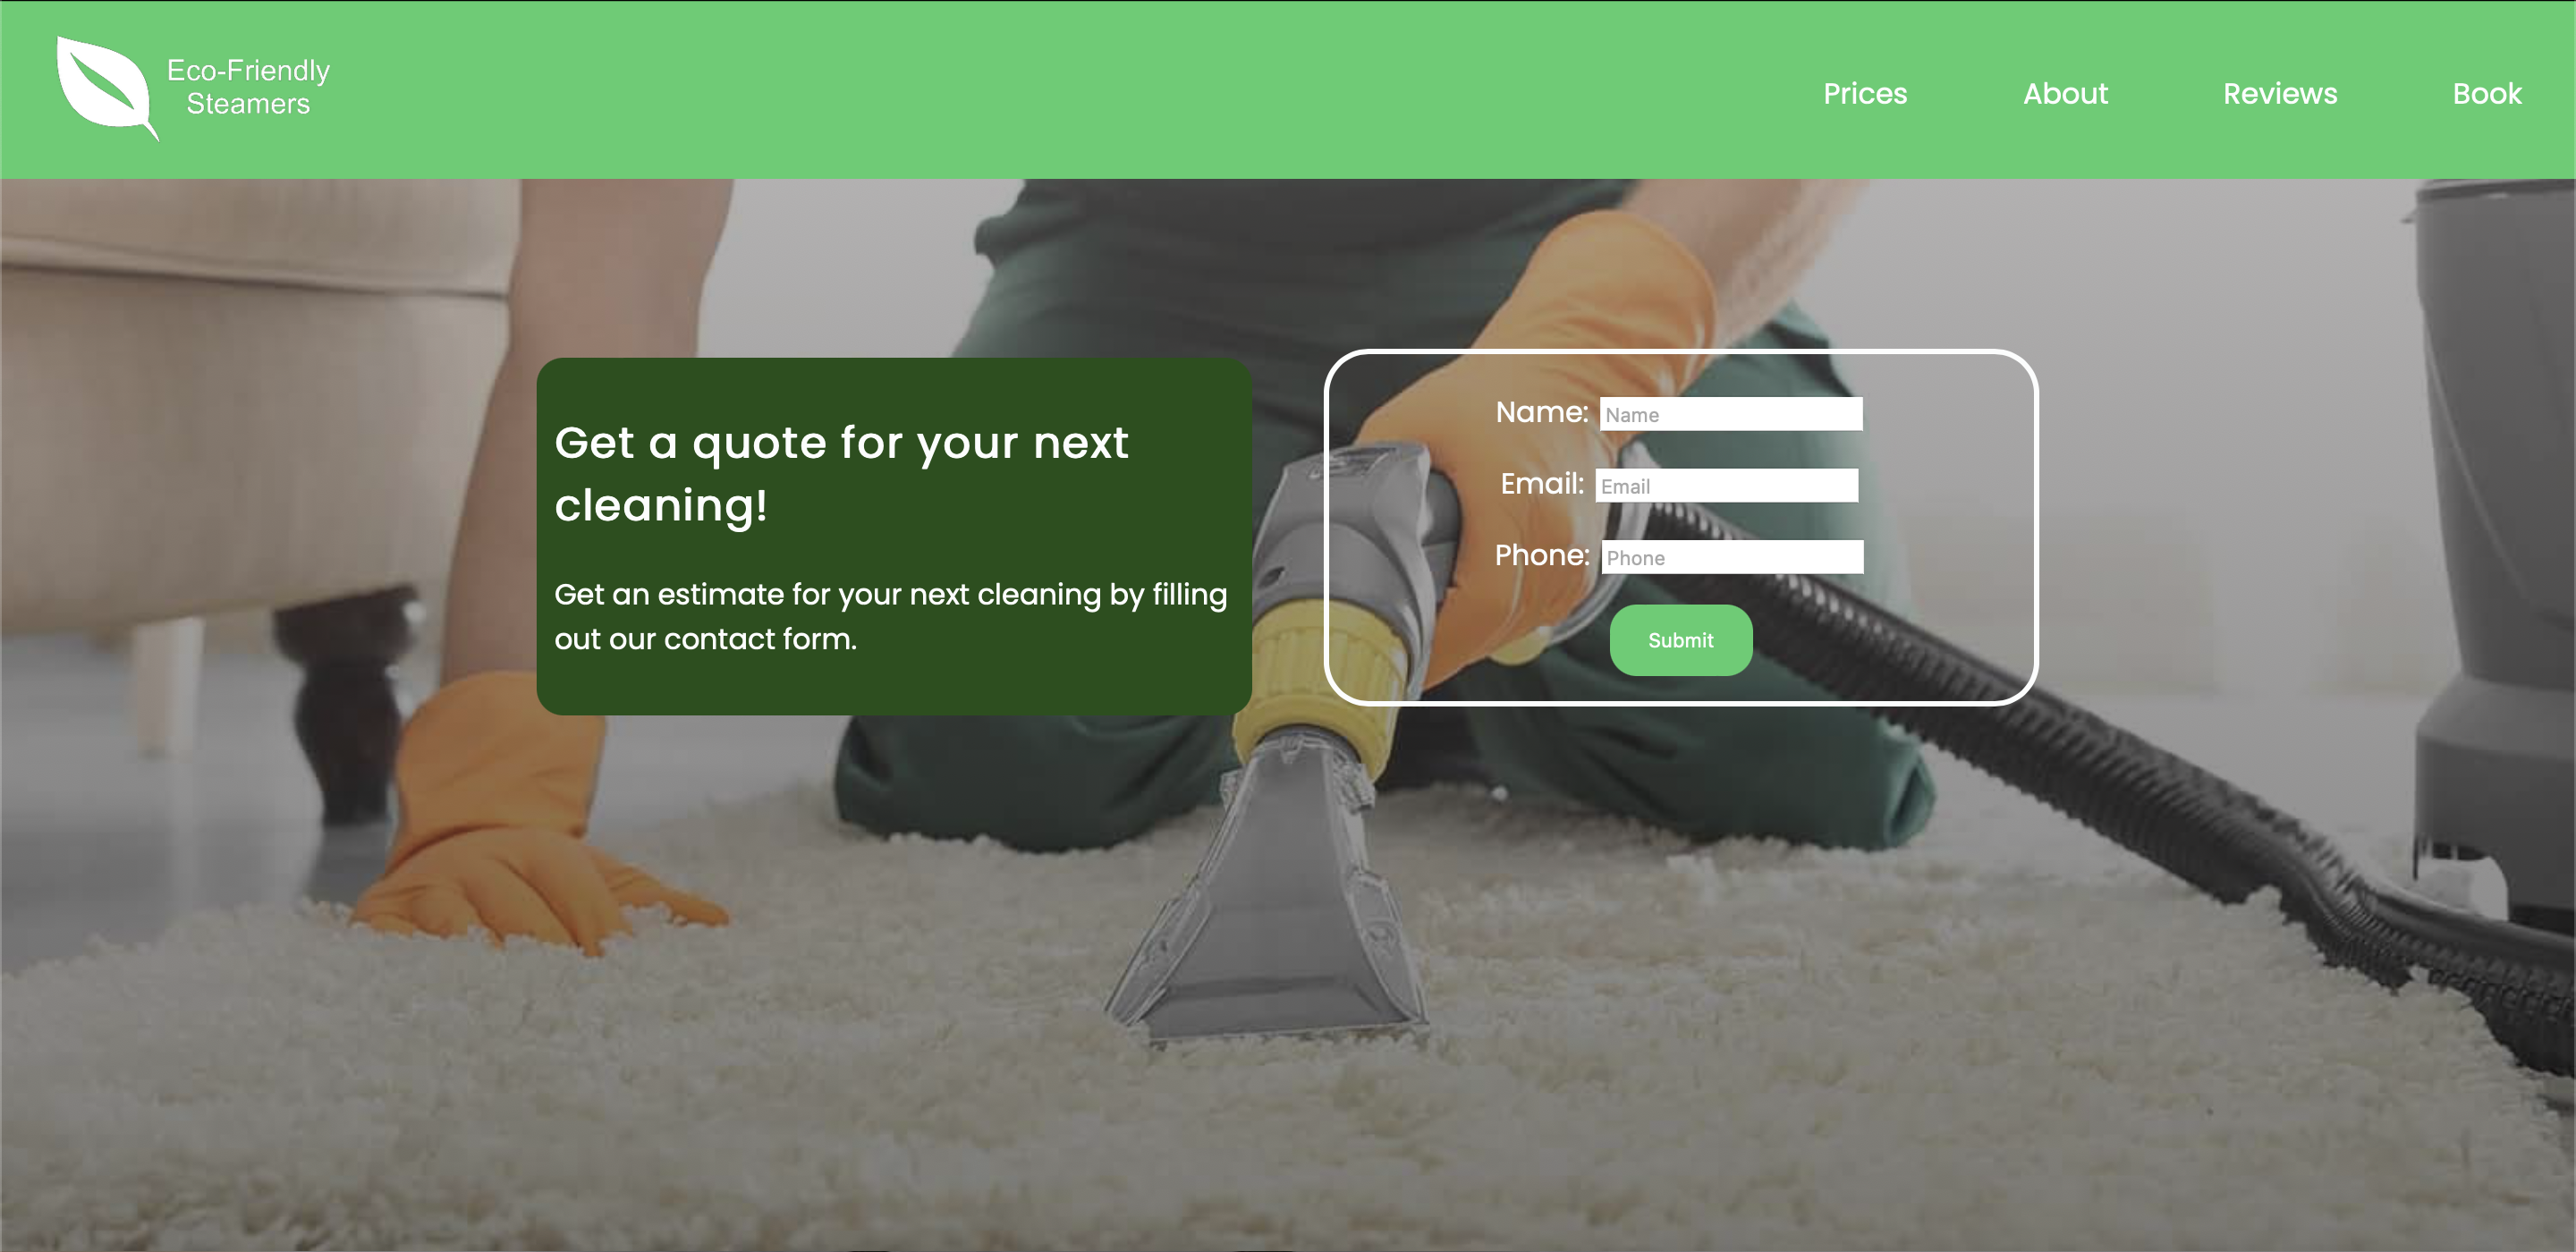 Eco-Friendly
Steamers
Prices
About
Reviews
Book
Get a quote for your next
cleaning!
Get an estimate for your next cleaning by filling
out our contact form.
Name: Name
Email: Email
Phone: Phone
Submit